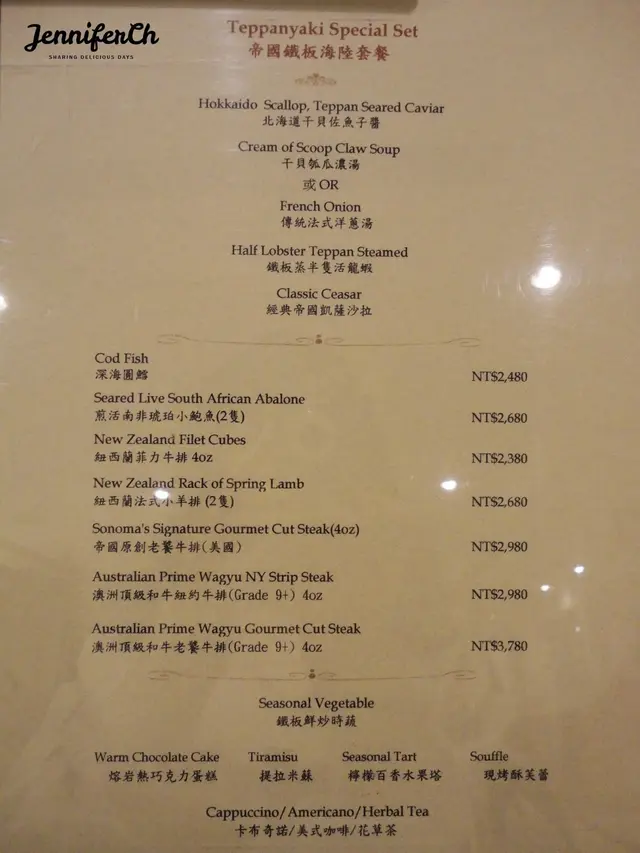 JenniferCh
SHARING DELICIOUS DAYS
Teppanyaki Special Set
帝國鐵板海陸套餐
Hokkaido Scallop, Teppan Seared Caviar
北海道干貝佐魚子醬
Cream of Scoop Claw Soup
干貝瓠瓜濃湯
或 OR
French Onion
傳統法式洋蔥湯
Half Lobster Teppan Steamed
鐵板蒸半隻活龍蝦
Classic Ceasar
經典帝國凱薩沙拉
Cod Fish
深海圓鱈 NT$2,480
Seared Live South African Abalone
煎活南非琥珀小鮑魚(2隻) NT$2,680
New Zealand Filet Cubes
紐西蘭菲力牛排 4oz NT$2,380
New Zealand Rack of Spring Lamb
紐西蘭法式小羊排 (2隻) NT$2,680
Sonoma's Signature Gourmet Cut Steak(4oz)
帝國原創老饕牛排(美國) NT$2,980
Australian Prime Wagyu NY Strip Steak
澳洲頂級和牛紐約牛排(Grade 9+) 4oz NT$2,980
Australian Prime Wagyu Gourmet Cut Steak
澳洲頂級和牛老饕牛排(Grade 9+) 4oz NT$3,780
Seasonal Vegetable
鐵板鮮炒時蔬
Warm Chocolate Cake Tiramisu Seasonal Tart Souffle
熔岩熱巧克力蛋糕 提拉米蘇 檸檬百香水果塔 現烤酥芙蕾
Cappuccino/Americano/Herbal Tea
卡布奇諾/美式咖啡/花草茶